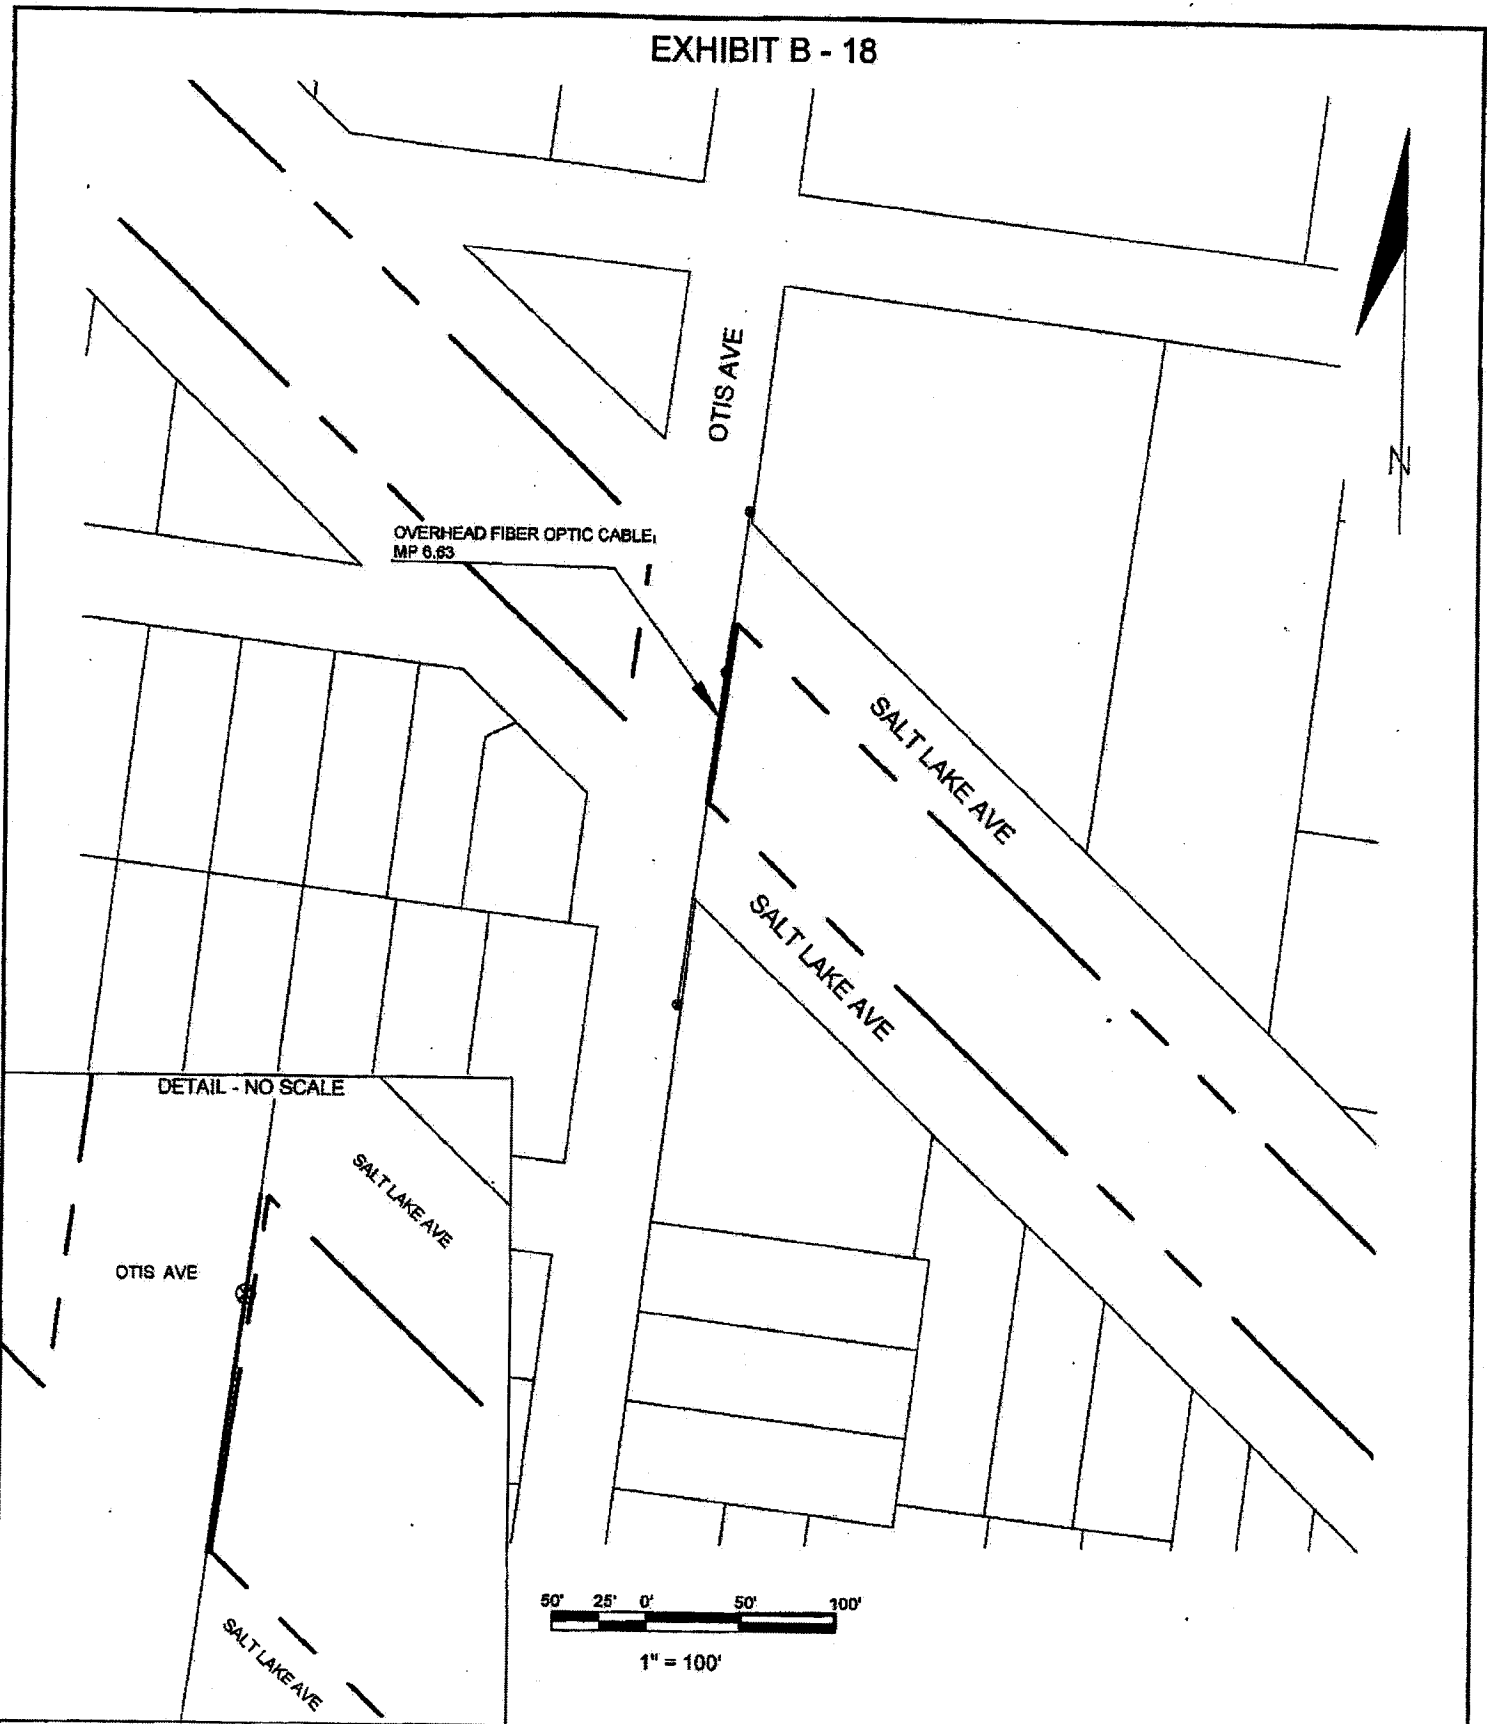 EXHIBIT B - 18
OTIS AVE
N
OVERHEAD FIBER OPTIC CABLE,
MP 6.63
SALT LAKE AVE
SALT LAKE AVE
DETAIL - NO SCALE
SALT LAKE AVE
OTIS AVE
SALT LAKE AVE
50' 25' 0' 50' 100'
1" = 100'